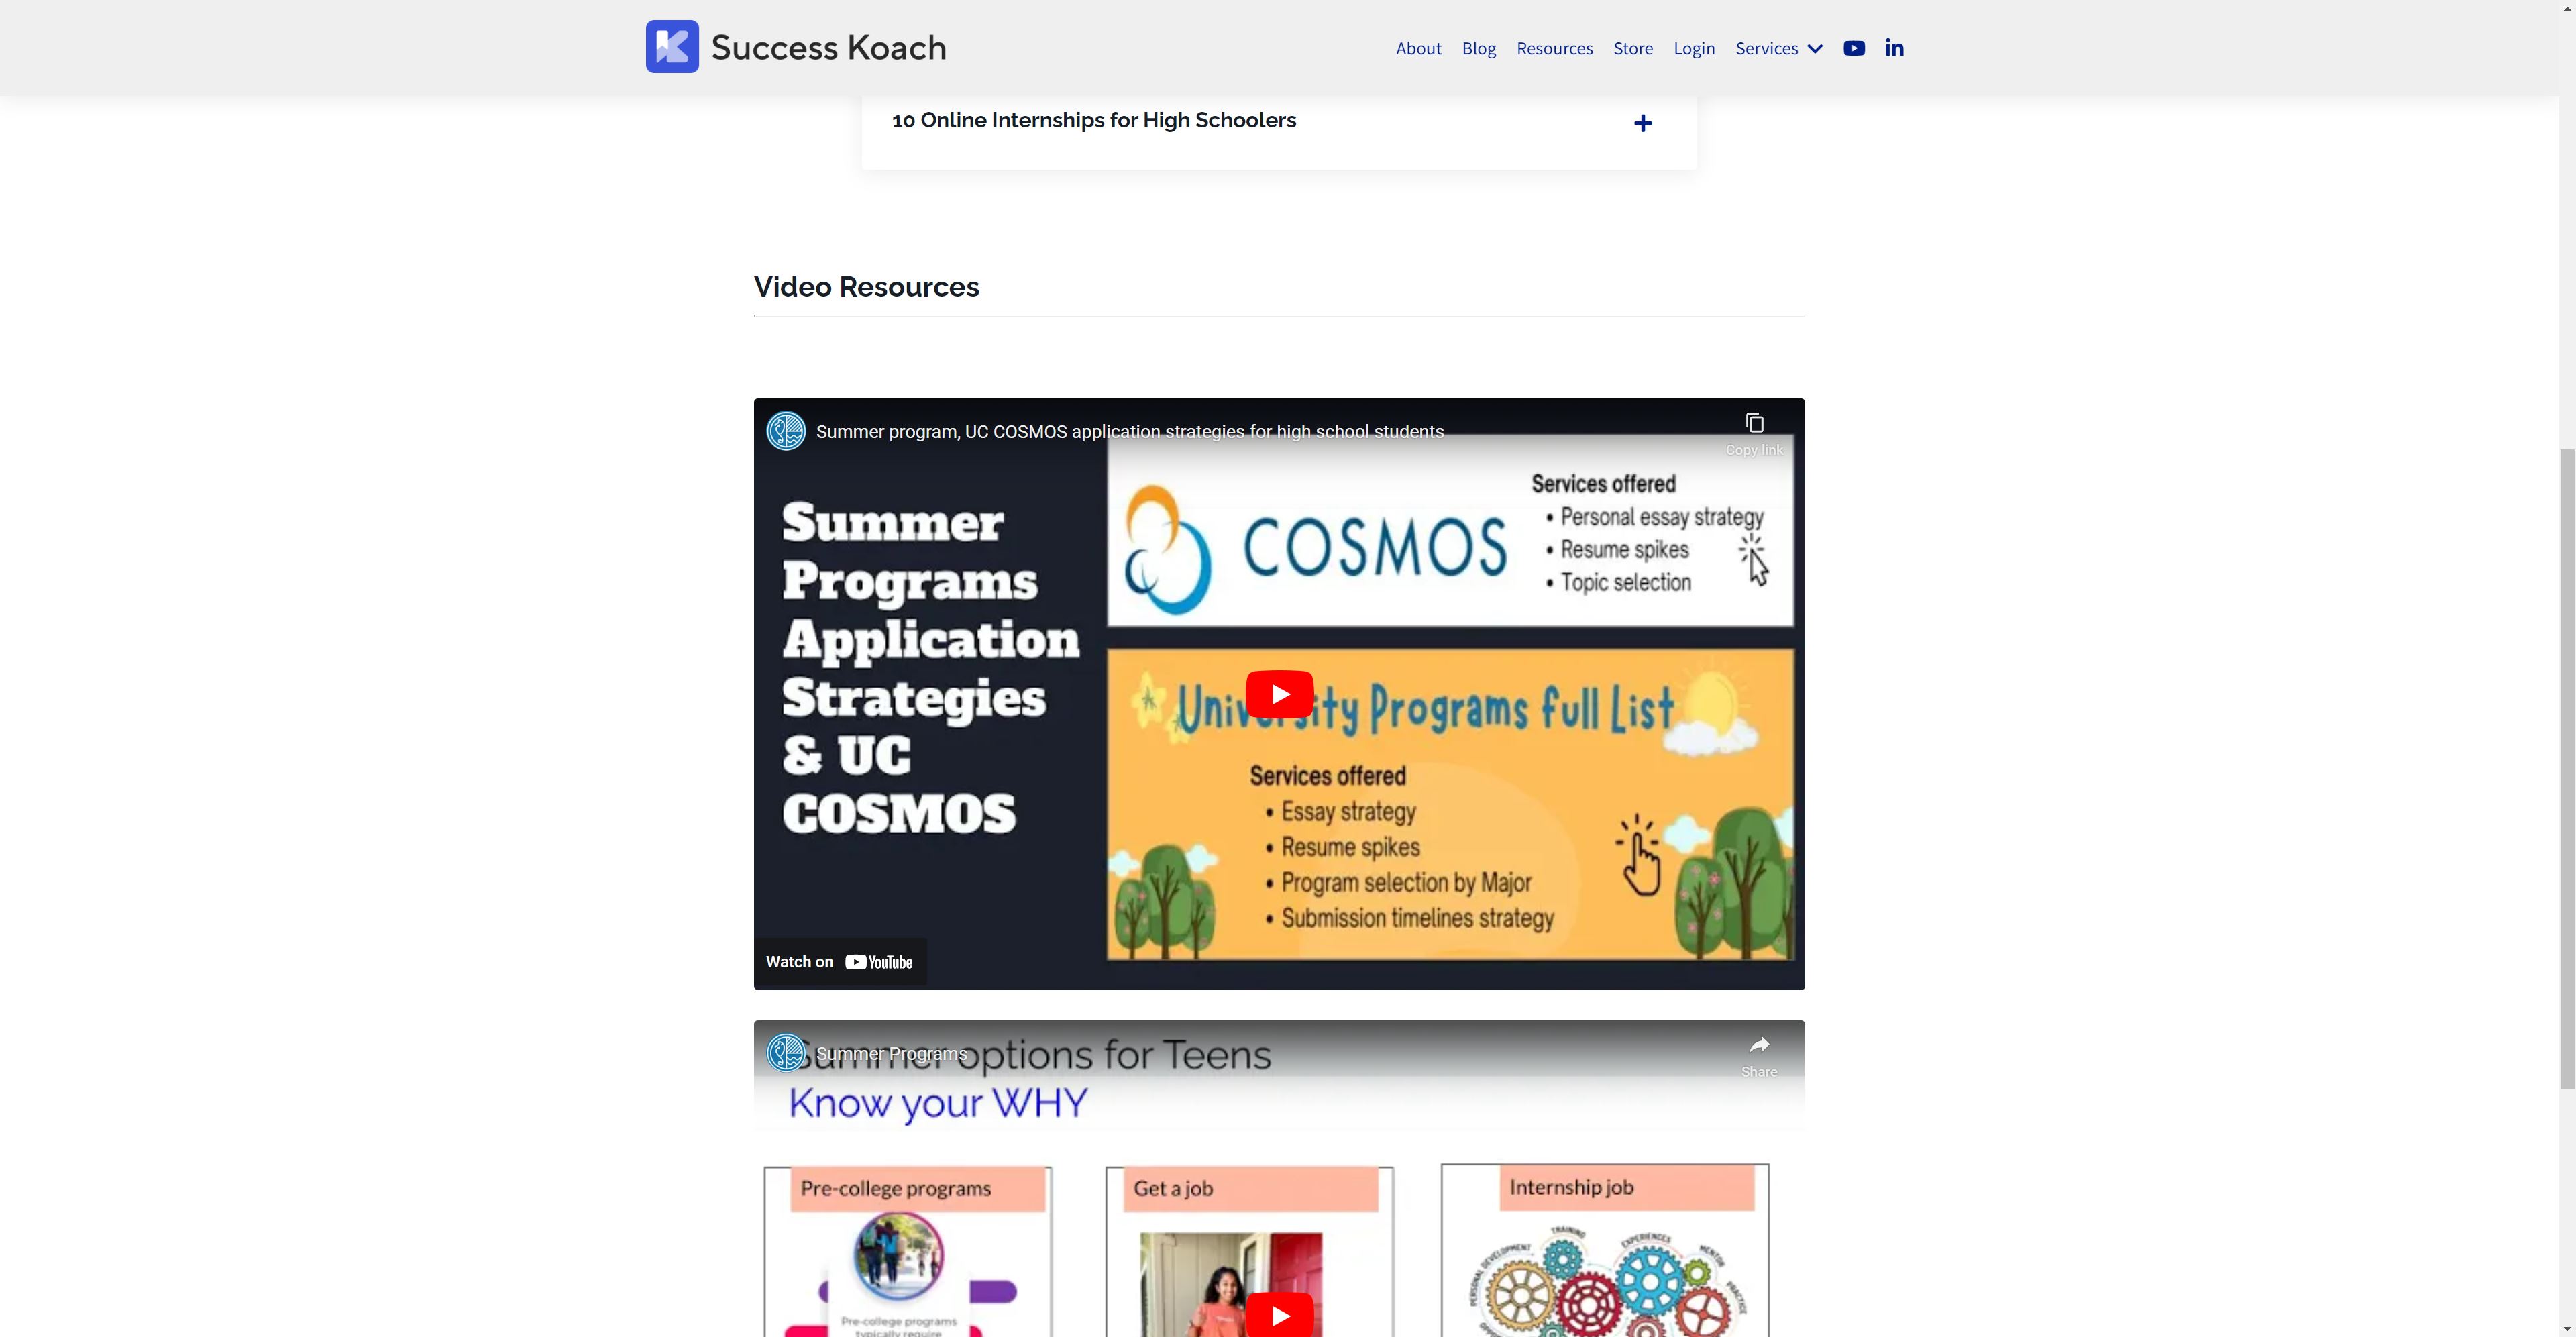 Success Koach
About Blog Resources Store Login Services
10 Online Internships for High Schoolers
Video Resources
Summer program, UC COSMOS application strategies for high school students
Copy link
Summer
Programs
Application
Strategies
& UC
COSMOS
COSMOS
Services offered
• Personal essay strategy
• Resume spikes
• Topic selection
University Programs full List
Services offered
• Essay strategy
• Resume spikes
• Program selection by Major
• Submission timelines strategy
Watch on YouTube
Summer Programs
Share
Summer options for Teens
Know your WHY
Pre-college programs
Pre-college programs
typically require
Get a job
Internship job
PERSONAL DEVELOPMENT
TRAINING
EXPERIENCES
MENTOR
PRACTICE